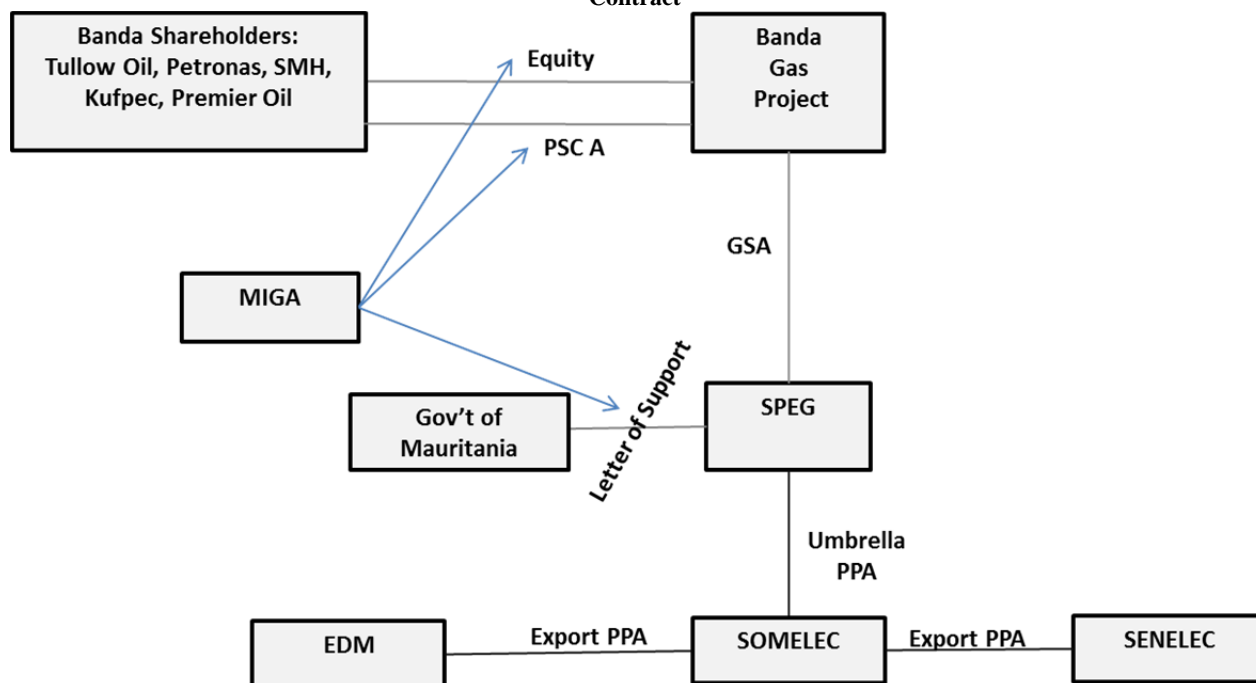 Contract
Banda Shareholders:
Tullow Oil, Petronas, SMH,
Kufpec, Premier Oil
Equity
PSC A
Banda
Gas
Project
GSA
MIGA
Gov’t of
Mauritania
Letter of Support
SPEG
Umbrella
PPA
EDM
Export PPA
SOMELEC
Export PPA
SENELEC